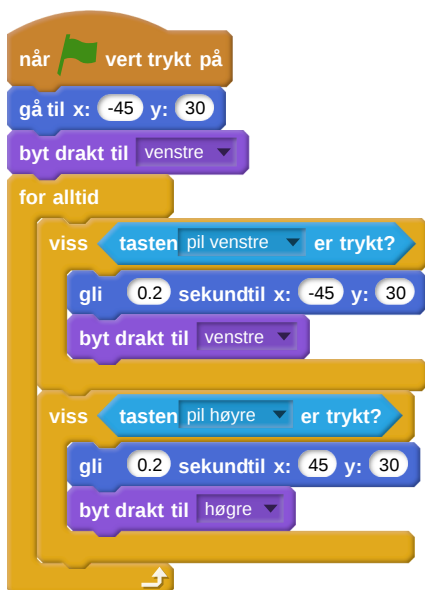 når vert trykt på
gå til x: -45 y: 30
byt drakt til venstre
for alltid
viss tasten pil venstre er trykt?
gli 0.2 sekundtil x: -45 y: 30
byt drakt til venstre
viss tasten pil høyre er trykt?
gli 0.2 sekundtil x: 45 y: 30
byt drakt til høgre